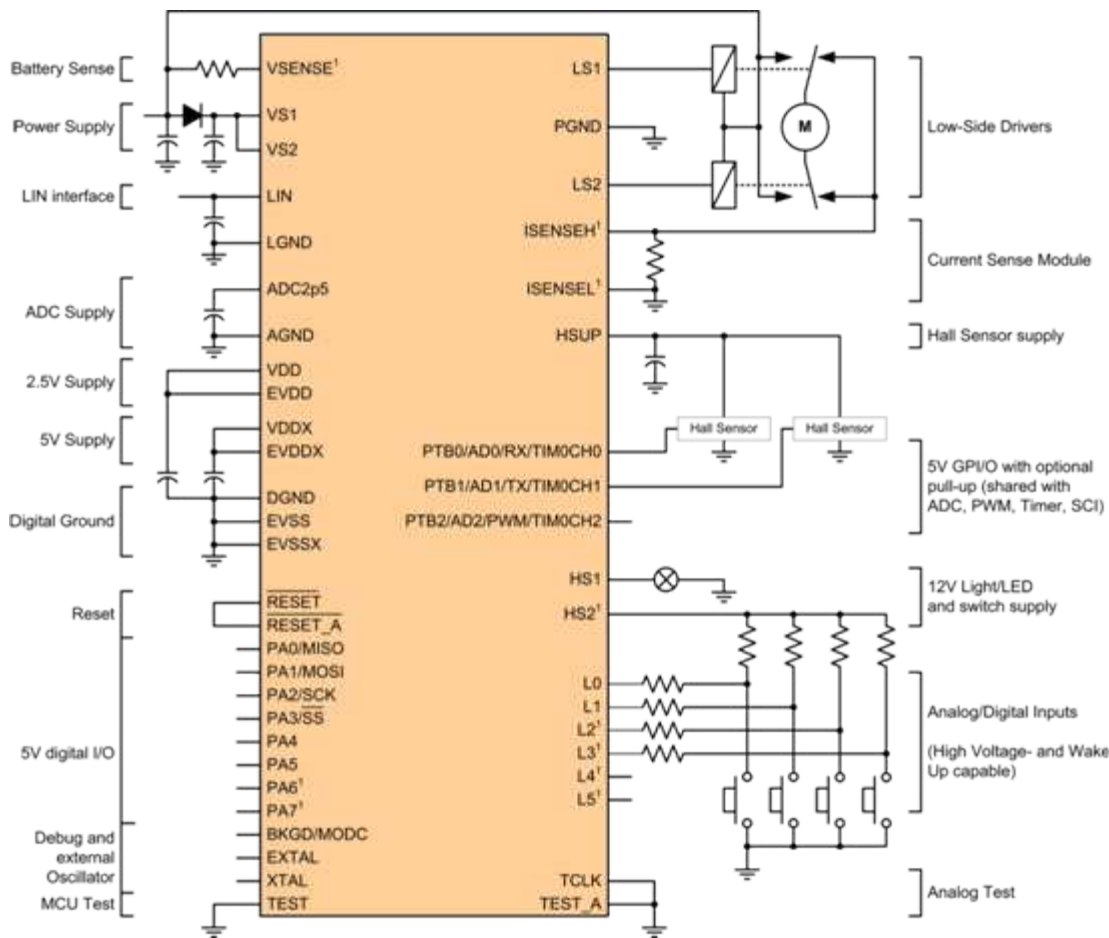 Battery Sense
Power Supply
LIN interface
ADC Supply
2.5V Supply
5V Supply
Digital Ground
Reset
5V digital I/O
Debug and
external
Oscillator
MCU Test
VSENSE¹
VS1
VS2
LIN
LGND
ADC2p5
AGND
VDD
EVDD
VDDX
EVDDX
DGND
EVSS
EVSSX
RESET
RESET_A
PA0/MISO
PA1/MOSI
PA2/SCK
PA3/SS
PA4
PA5
PA6¹
PA7¹
BKGD/MODC
EXTAL
XTAL
TEST
LS1
PGND
LS2
ISENSEH¹
ISENSEL¹
HSUP
PTB0/AD0/RX/TIM0CH0
PTB1/AD1/TX/TIM0CH1
PTB2/AD2/PWM/TIM0CH2
HS1
HS2¹
L0
L1
L2¹
L3¹
L4¹
L5¹
TCLK
TEST_A
M
Hall Sensor
Hall Sensor
Low-Side Drivers
Current Sense Module
Hall Sensor supply
5V GPI/O with optional
pull-up (shared with
ADC, PWM, Timer, SCI)
12V Light/LED
and switch supply
Analog/Digital Inputs
(High Voltage- and Wake
Up capable)
Analog Test